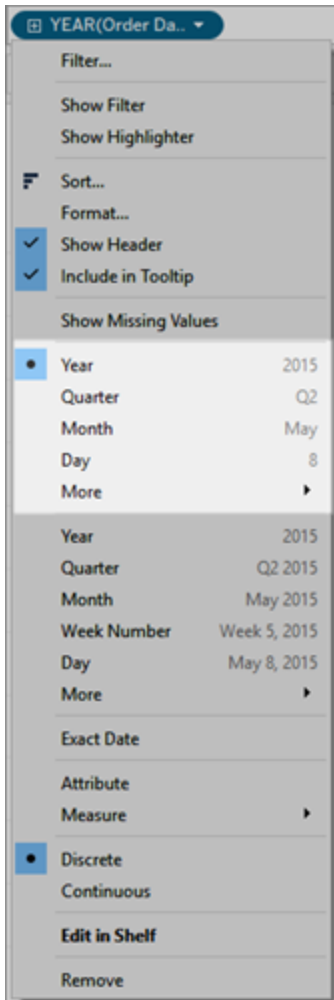 YEAR(Order Da..
Filter...
Show Filter
Show Highlighter
Sort...
Format...
Show Header
Include in Tooltip
Show Missing Values
Year 2015
Quarter Q2
Month May
Day 8
More
Year 2015
Quarter Q2 2015
Month May 2015
Week Number Week 5, 2015
Day May 8, 2015
More
Exact Date
Attribute
Measure
Discrete
Continuous
Edit in Shelf
Remove